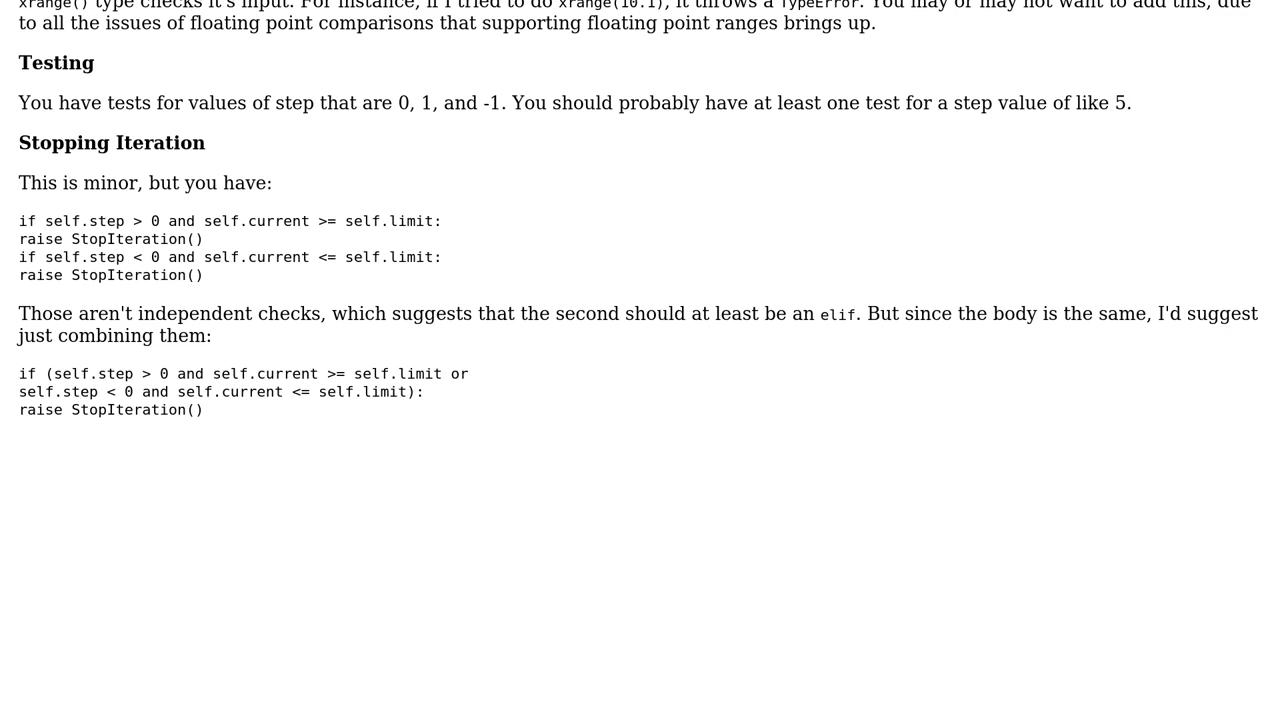 xrange() type checks it's input. For instance, if I tried to do xrange(10.1), it throws a TypeError. You may or may not want to add this, due
to all the issues of floating point comparisons that supporting floating point ranges brings up.
Testing
You have tests for values of step that are 0, 1, and -1. You should probably have at least one test for a step value of like 5.
Stopping Iteration
This is minor, but you have:
if self.step > 0 and self.current >= self.limit:
raise StopIteration()
if self.step < 0 and self.current <= self.limit:
raise StopIteration()
Those aren't independent checks, which suggests that the second should at least be an elif. But since the body is the same, I'd suggest
just combining them:
if (self.step > 0 and self.current >= self.limit or
self.step < 0 and self.current <= self.limit):
raise StopIteration()